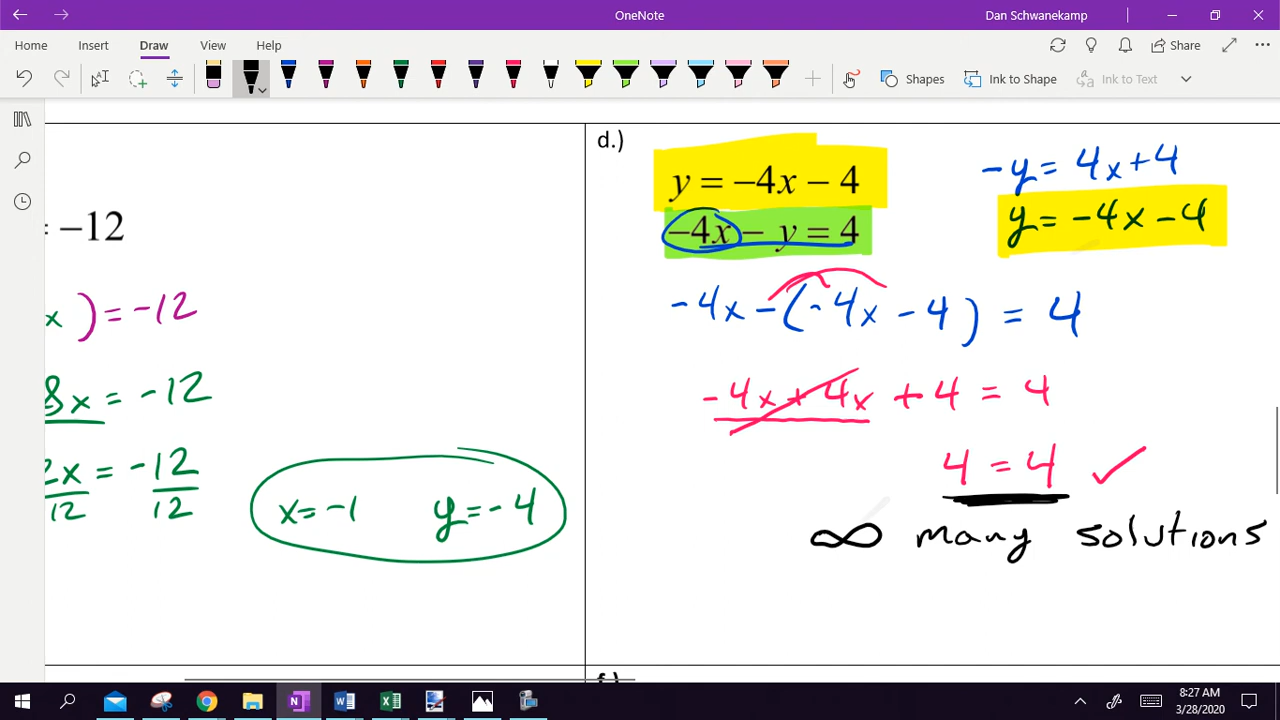 OneNote
Dan Schwanekamp
Home Insert Draw View Help
Share
Shapes Ink to Shape Ink to Text
= −12
x ) = -12
8x = -12
2x = -12
12 12
x = -1 y = -4
d.)
y = −4x − 4
−4x − y = 4
-y = 4x + 4
y = -4x - 4
-4x - (-4x - 4) = 4
-4x + 4x + 4 = 4
4 = 4 ✓
∞ many solutions
f.)
8:27 AM
3/28/2020